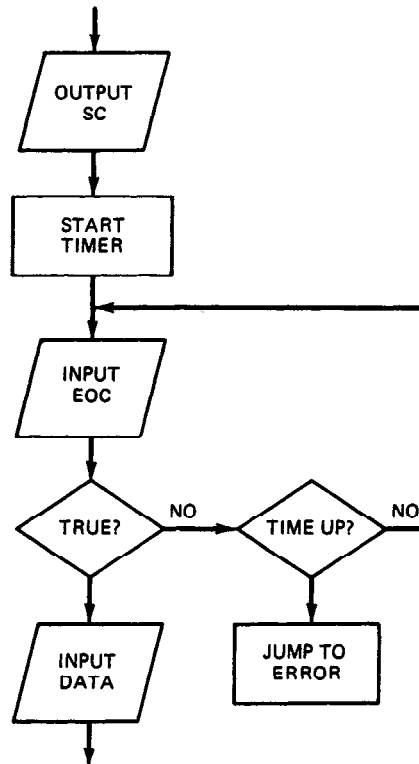 OUTPUT
SC
START
TIMER
INPUT
EOC
TRUE?
NO
TIME UP?
NO
INPUT
DATA
JUMP TO
ERROR